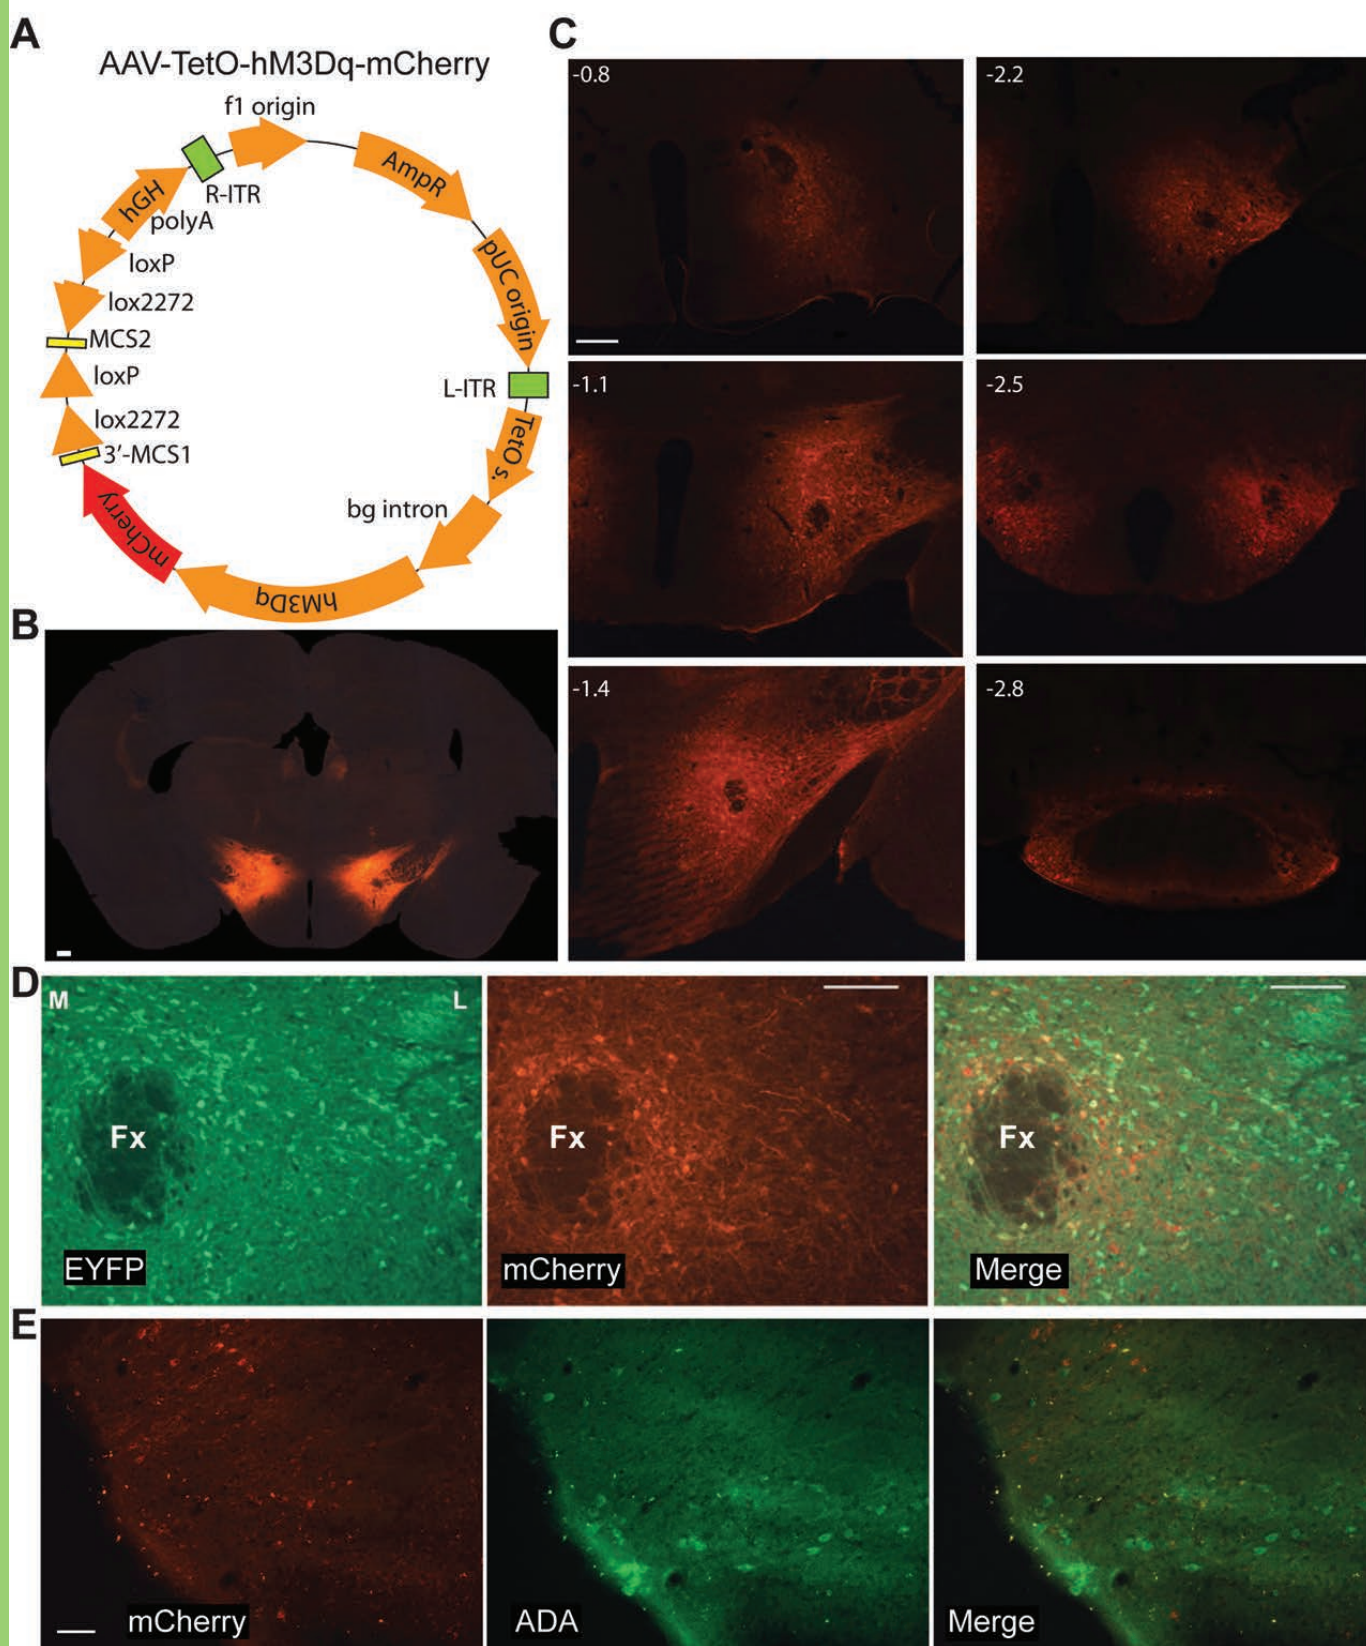 A
AAV-TetO-hM3Dq-mCherry
f1 origin
AmpR
pUC origin
L-ITR
TetO s.
bg intron
hM3Dq
mCherry
3'-MCS1
lox2272
loxP
MCS2
lox2272
loxP
hGH
polyA
R-ITR
B
C
-0.8
-2.2
-1.1
-2.5
-1.4
-2.8
D
M
L
Fx
EYFP
Fx
mCherry
Fx
Merge
E
mCherry
ADA
Merge